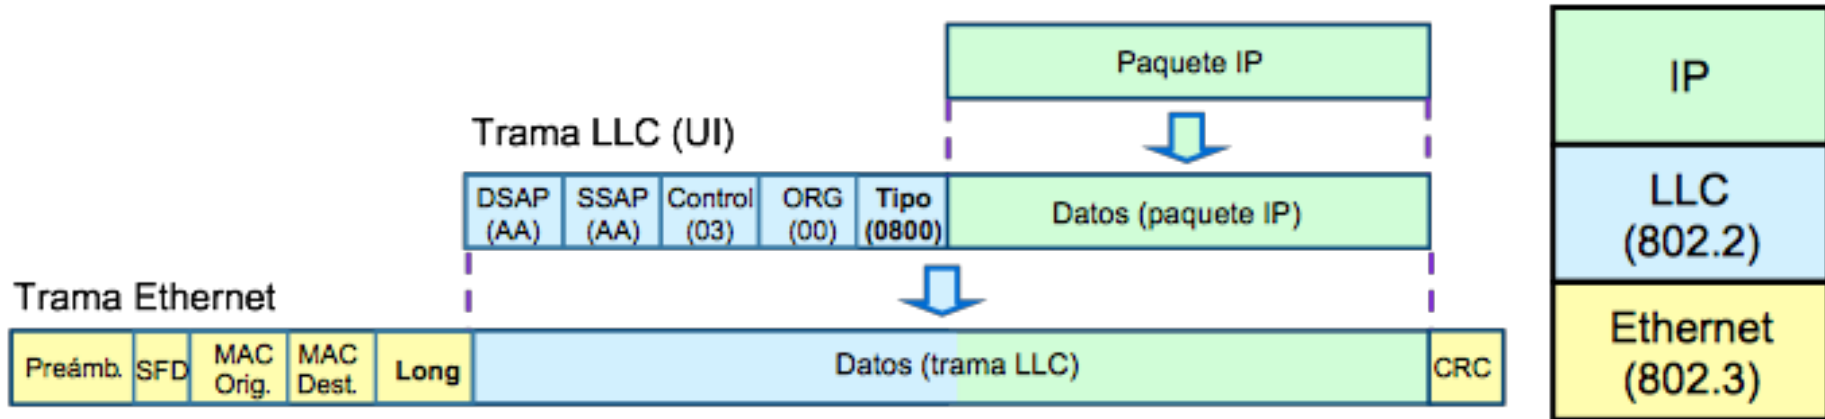 Paquete IP
IP
Trama LLC (UI)
DSAP
(AA)
SSAP
(AA)
Control
(03)
ORG
(00)
Tipo
(0800)
Datos (paquete IP)
LLC
(802.2)
Trama Ethernet
Preámb.
SFD
MAC
Orig.
MAC
Dest.
Long
Datos (trama LLC)
CRC
Ethernet
(802.3)